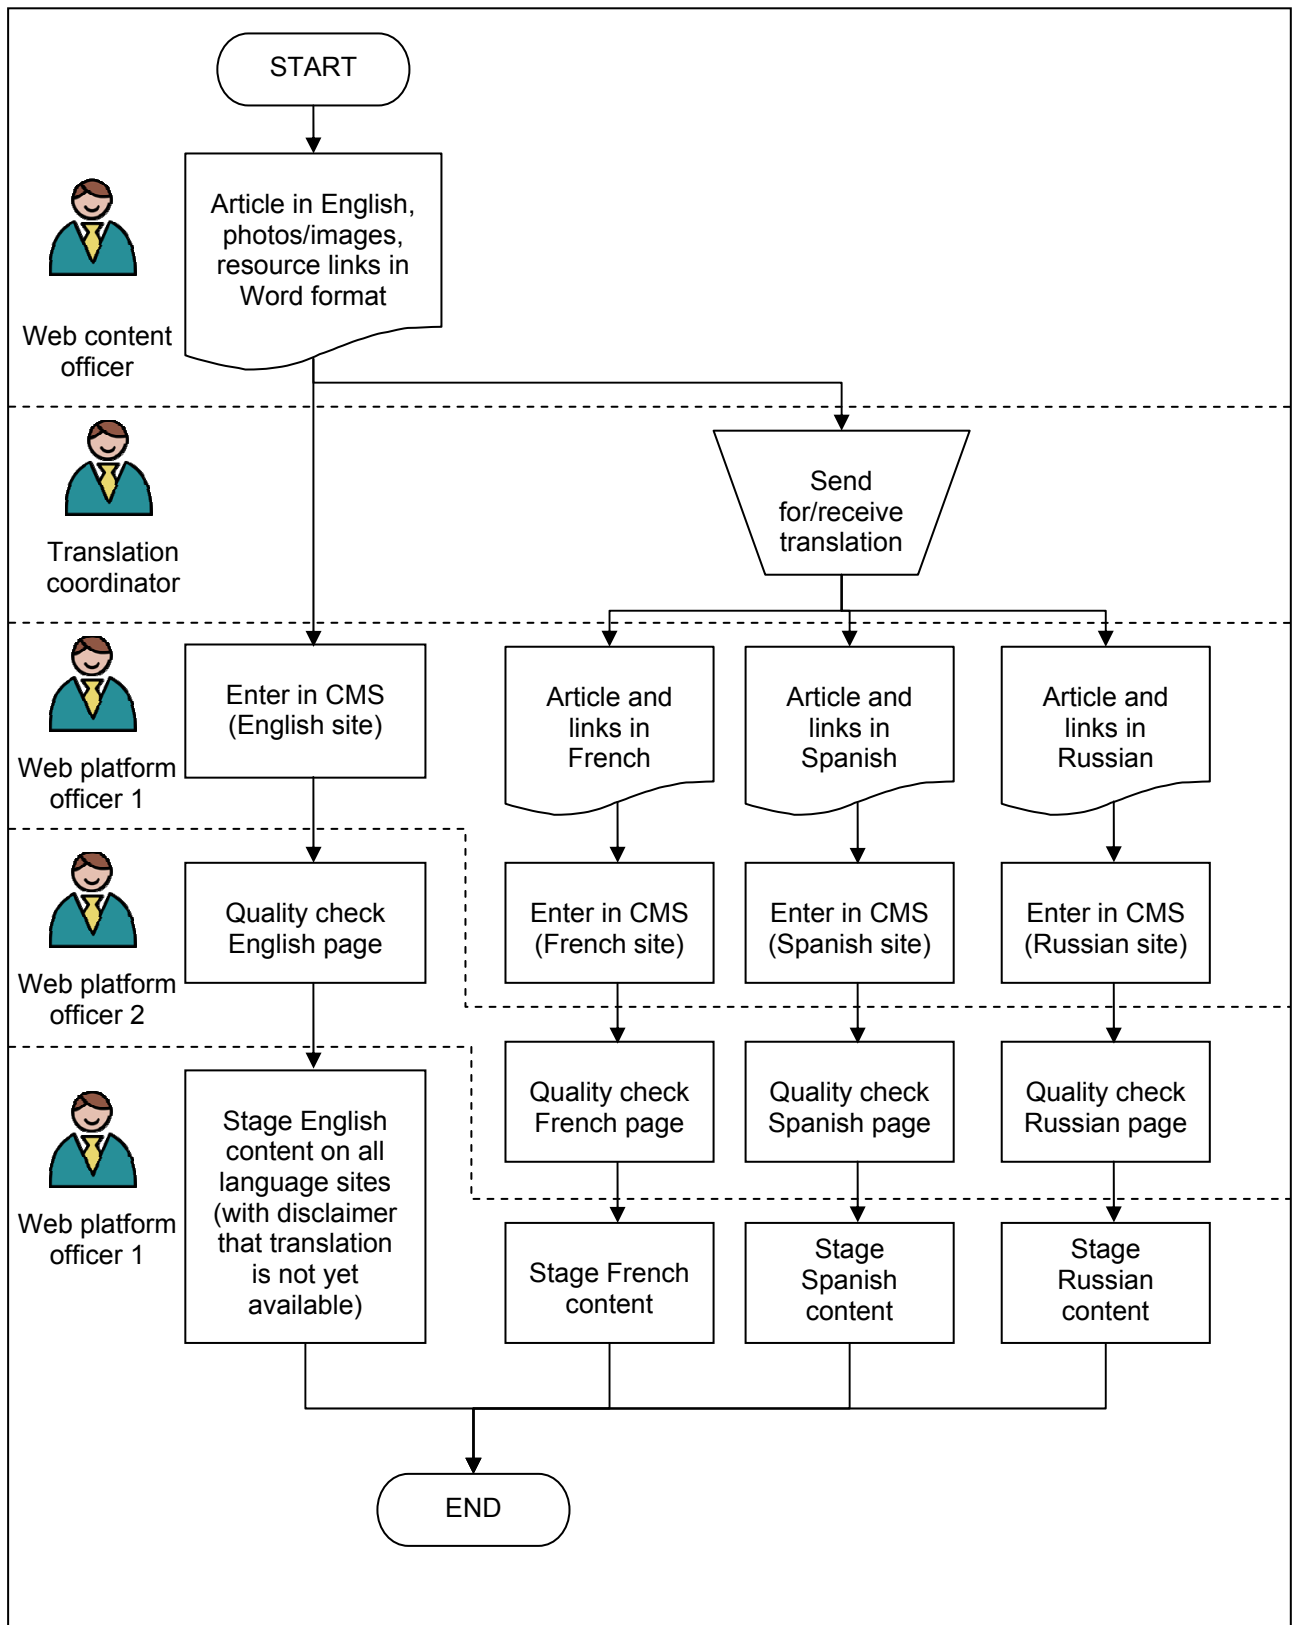 START
Article in English,
photos/images,
resource links in
Word format
Web content
officer
Translation
coordinator
Send
for/receive
translation
Web platform
officer 1
Enter in CMS
(English site)
Article and
links in
French
Article and
links in
Spanish
Article and
links in
Russian
Web platform
officer 2
Quality check
English page
Enter in CMS
(French site)
Enter in CMS
(Spanish site)
Enter in CMS
(Russian site)
Quality check
French page
Quality check
Spanish page
Quality check
Russian page
Web platform
officer 1
Stage English
content on all
language sites
(with disclaimer
that translation
is not yet
available)
Stage French
content
Stage
Spanish
content
Stage
Russian
content
END